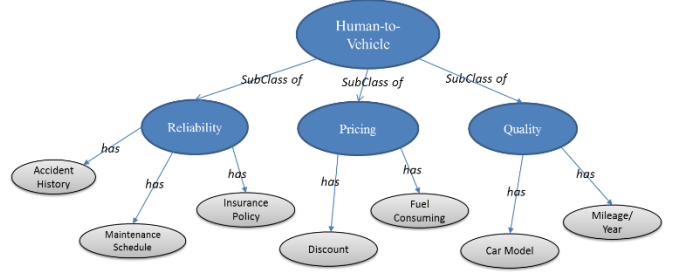 Human-to-
Vehicle
SubClass of
SubClass of
SubClass of
Reliability
Pricing
Quality
has
has
has
has
has
has
has
Accident
History
Maintenance
Schedule
Insurance
Policy
Discount
Fuel
Consuming
Car Model
Mileage/
Year